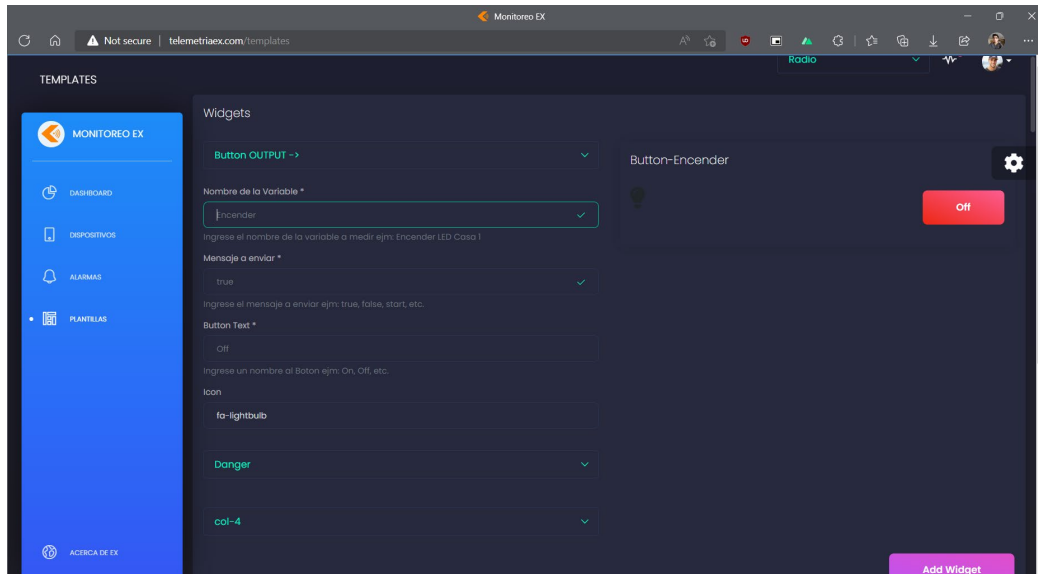 Monitoreo EX
Not secure | telemetriaex.com/templates
TEMPLATES
Radio
MONITOREO EX
DASHBOARD
DISPOSITIVOS
ALARMAS
PLANTILLAS
ACERCA DE EX
Widgets
Button OUTPUT ->
Nombre de la Variable *
Encender
Ingrese el nombre de la variable a medir ejm: Encender LED Casa 1
Mensaje a enviar *
true
Ingrese el mensaje a enviar ejm: true, false, start, etc.
Button Text *
Off
Ingrese un nombre al Boton ejm: On, Off, etc.
Icon
fa-lightbulb
Danger
col-4
Button-Encender
Off
Add Widget